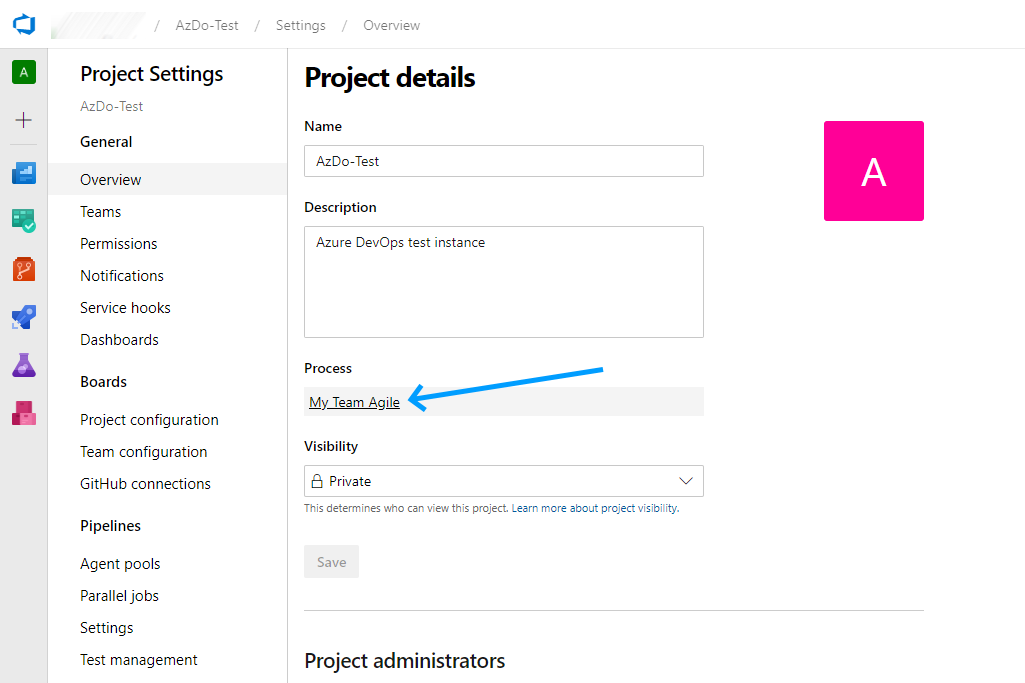 / AzDo-Test / Settings / Overview
A
Project Settings
AzDo-Test
General
Overview
Teams
Permissions
Notifications
Service hooks
Dashboards
Boards
Project configuration
Team configuration
GitHub connections
Pipelines
Agent pools
Parallel jobs
Settings
Test management
Project details
Name
AzDo-Test
A
Description
Azure DevOps test instance
Process
My Team Agile
Visibility
Private
This determines who can view this project. Learn more about project visibility.
Save
Project administrators